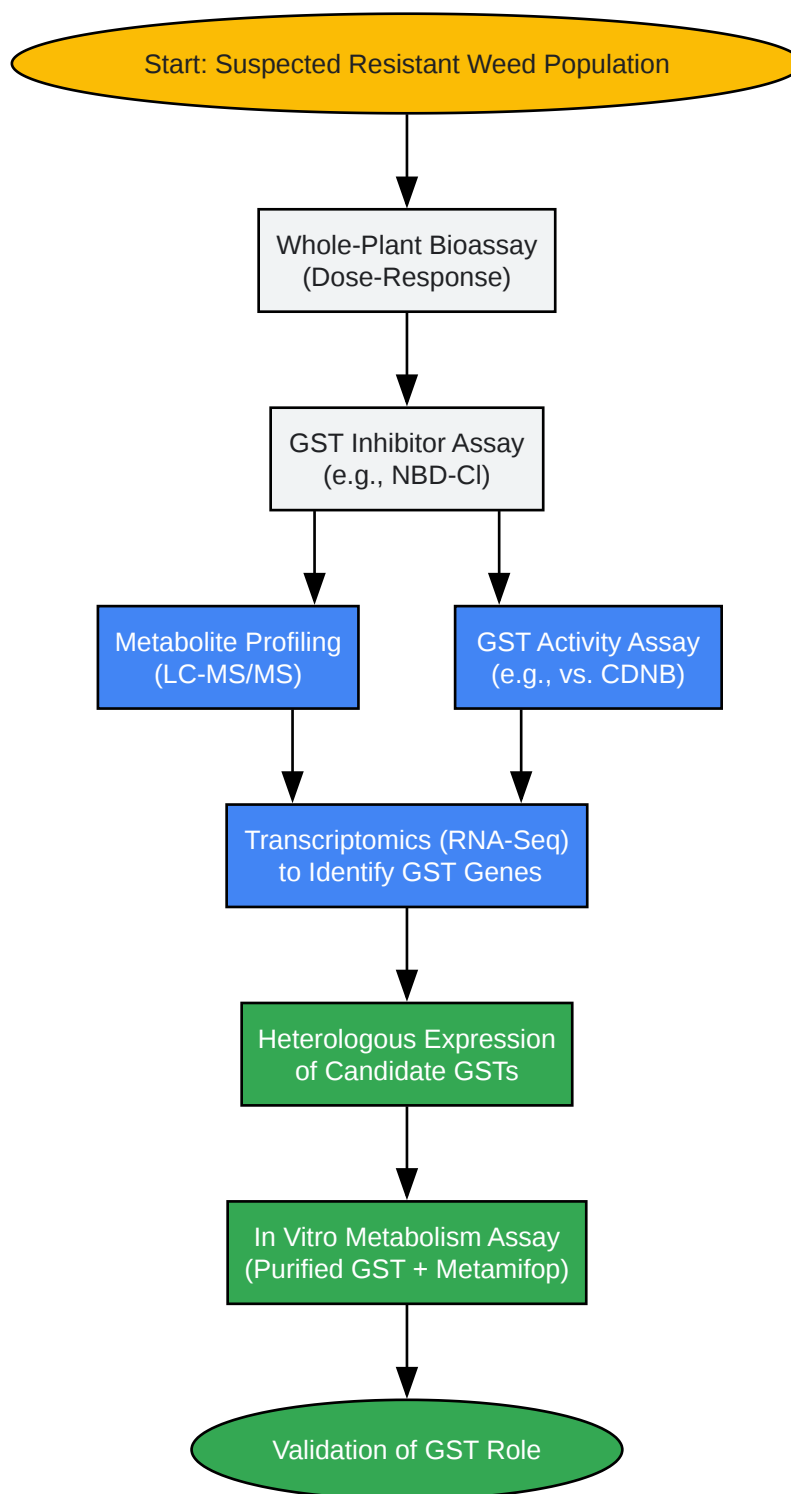 Start: Suspected Resistant Weed Population
Whole-Plant Bioassay
(Dose-Response)
GST Inhibitor Assay
(e.g., NBD-Cl)
Metabolite Profiling
(LC-MS/MS)
GST Activity Assay
(e.g., vs. CDNB)
Transcriptomics (RNA-Seq)
to Identify GST Genes
Heterologous Expression
of Candidate GSTs
In Vitro Metabolism Assay
(Purified GST + Metamifop)
Validation of GST Role